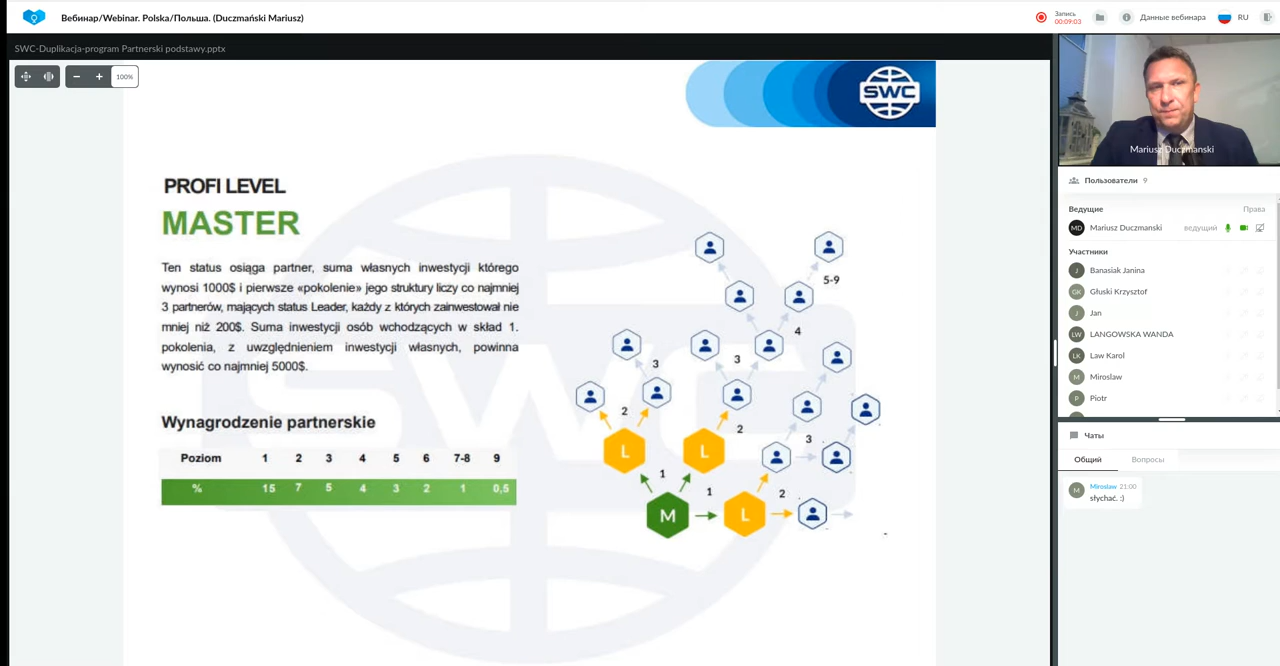 Вебинар/Webinar. Polska/Польша. (Duczmański Mariusz)
Запись
00:09:03
Данные вебинара
RU
SWC-Duplikacja-program Partnerski podstawy.pptx
100%
SWC
PROFI LEVEL
MASTER
Ten status osiąga partner, suma własnych inwestycji którego
wynosi 1000$ i pierwsze «pokolenie» jego struktury liczy co najmniej
3 partnerów, mających status Leader, każdy z których zainwestował nie
mniej niż 200$. Suma inwestycji osób wchodzących w skład 1.
pokolenia, z uwzględnieniem inwestycji własnych, powinna
wynosić co najmniej 5000$.
Wynagrodzenie partnerskie
Poziom 1 2 3 4 5 6 7-8 9
% 15 7 5 4 3 2 1 0,5
5-9
4
3
3
2
2
3
L
L
1
1
2
M
L
SWC
Mariusz Duczmanski
Пользователи 9
Ведущие Права
MD Mariusz Duczmanski ведущий
Участники
J Banasiak Janina
GK Głuski Krzysztof
J Jan
LW LANGOWSKA WANDA
LK Law Karol
M Miroslaw
P Piotr
Чаты
Общий Вопросы
M Miroslaw 21:00
słychać. :)